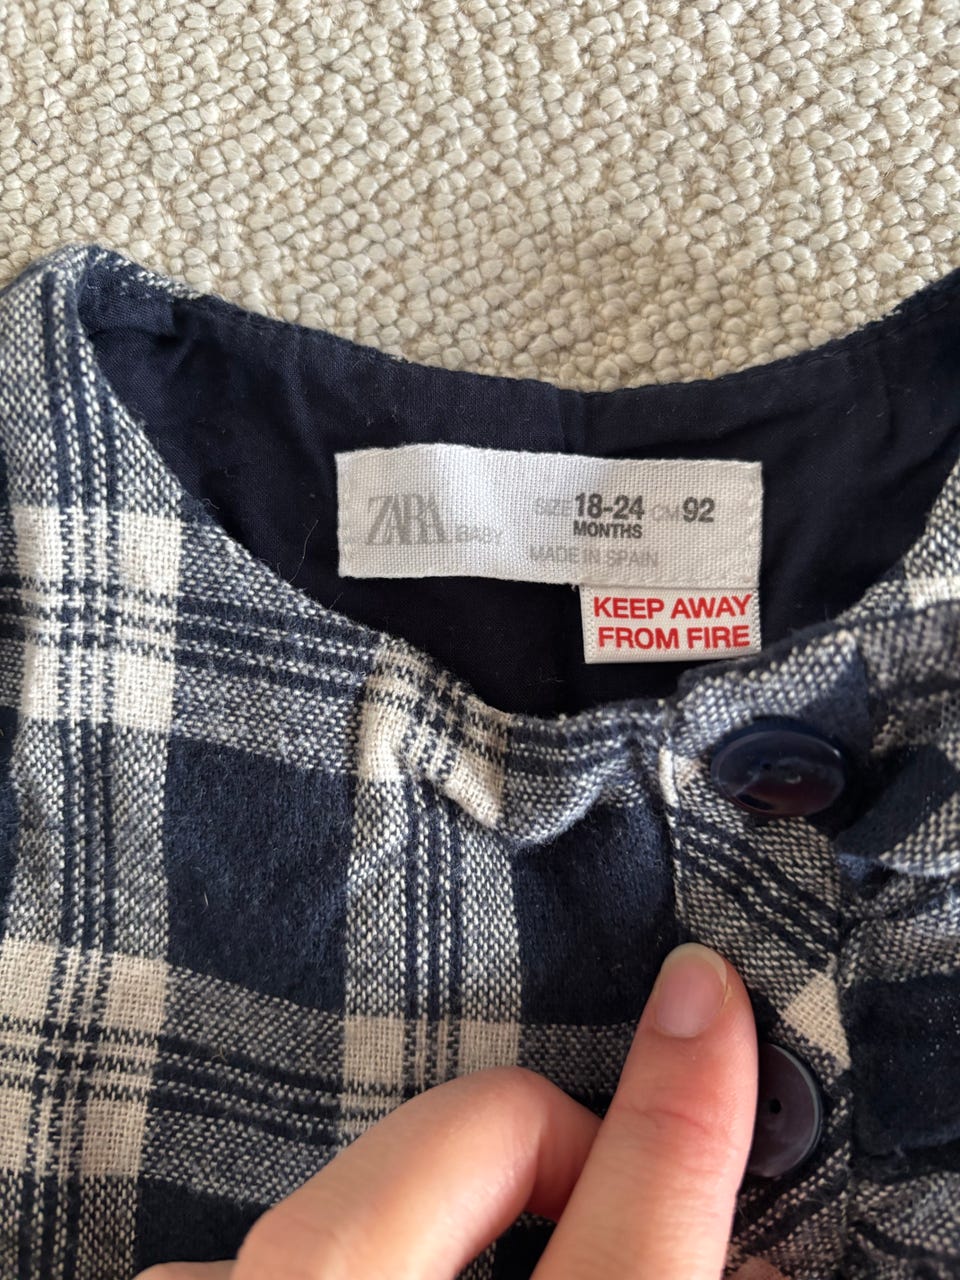 ZARA BABY
SIZE 18-24 CM 92
MONTHS
MADE IN SPAIN
KEEP AWAY
FROM FIRE